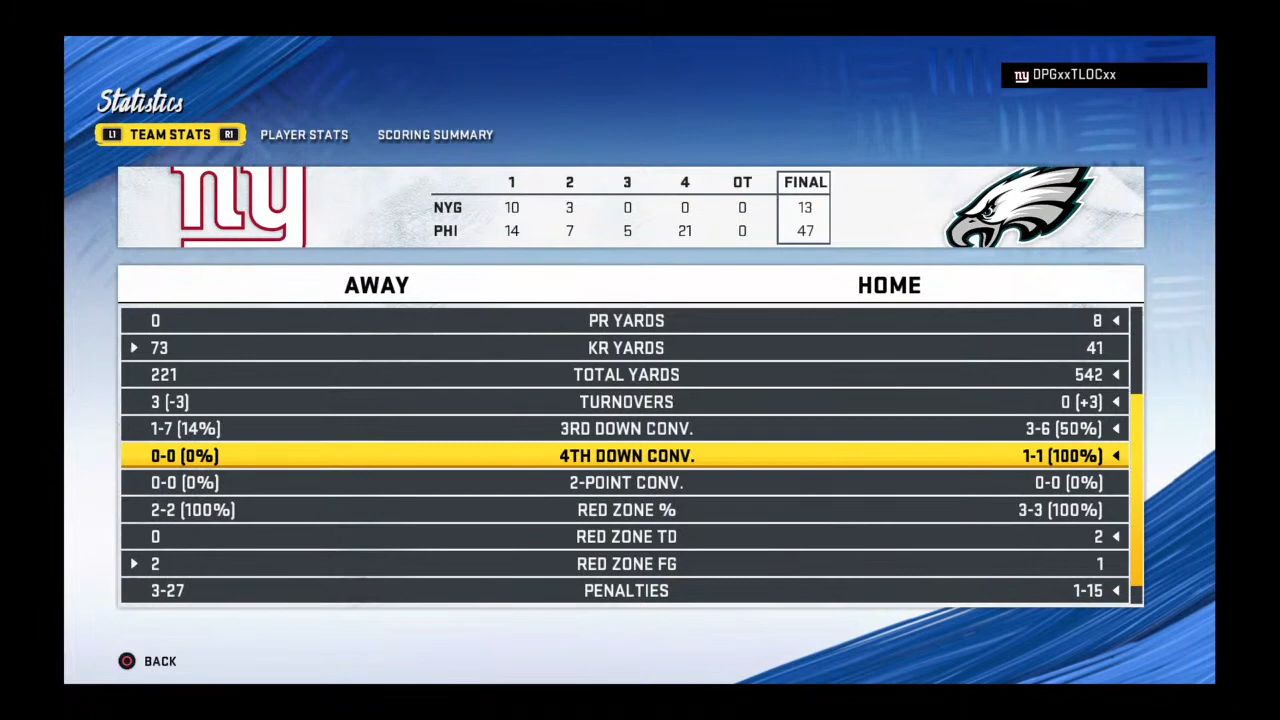 ny DPGxxTLOCxx
Statistics
L1 TEAM STATS R1 PLAYER STATS SCORING SUMMARY
ny
1 2 3 4 OT FINAL
NYG 10 3 0 0 0 13
PHI 14 7 5 21 0 47
AWAY HOME
0 PR YARDS 8
73 KR YARDS 41
221 TOTAL YARDS 542
3 (-3) TURNOVERS 0 (+3)
1-7 (14%) 3RD DOWN CONV. 3-6 (50%)
0-0 (0%) 4TH DOWN CONV. 1-1 (100%)
0-0 (0%) 2-POINT CONV. 0-0 (0%)
2-2 (100%) RED ZONE % 3-3 (100%)
0 RED ZONE TD 2
2 RED ZONE FG 1
3-27 PENALTIES 1-15
BACK